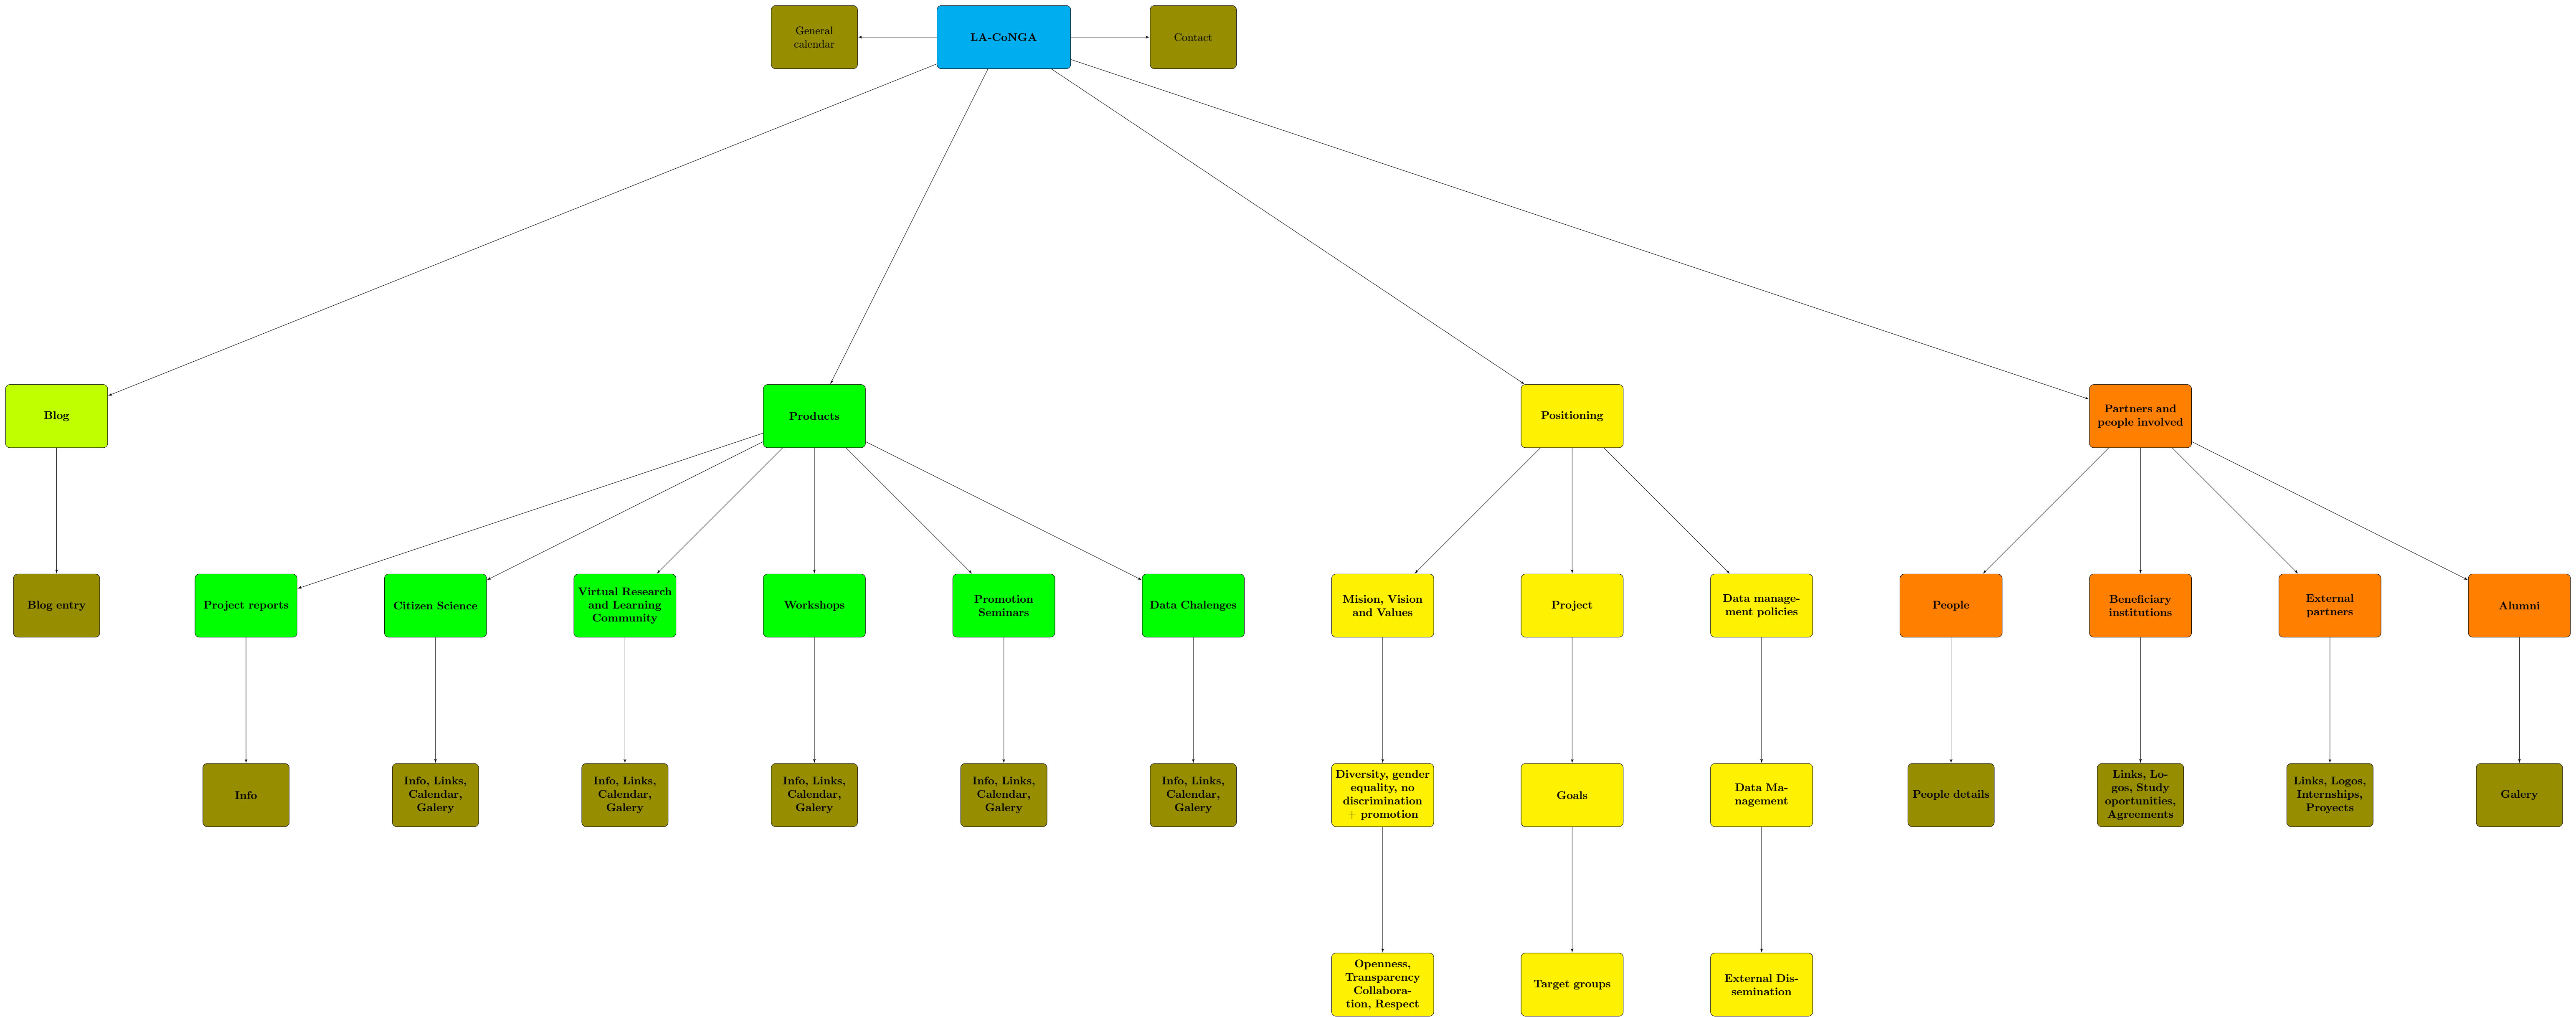 General
calendar
LA-CoNGA
Contact
Blog
Products
Positioning
Partners and
people involved
Blog entry
Project reports
Citizen Science
Virtual Research
and Learning
Community
Workshops
Promotion
Seminars
Data Chalenges
Mision, Vision
and Values
Project
Data manage-
ment policies
People
Beneficiary
institutions
External
partners
Alumni
Info
Info, Links,
Calendar,
Galery
Info, Links,
Calendar,
Galery
Info, Links,
Calendar,
Galery
Info, Links,
Calendar,
Galery
Info, Links,
Calendar,
Galery
Diversity, gender
equality, no
discrimination
+ promotion
Goals
Data Ma-
nagement
People details
Links, Lo-
gos, Study
oportunities,
Agreements
Links, Logos,
Internships,
Proyects
Galery
Openness,
Transparency
Collabora-
tion, Respect
Target groups
External Dis-
semination